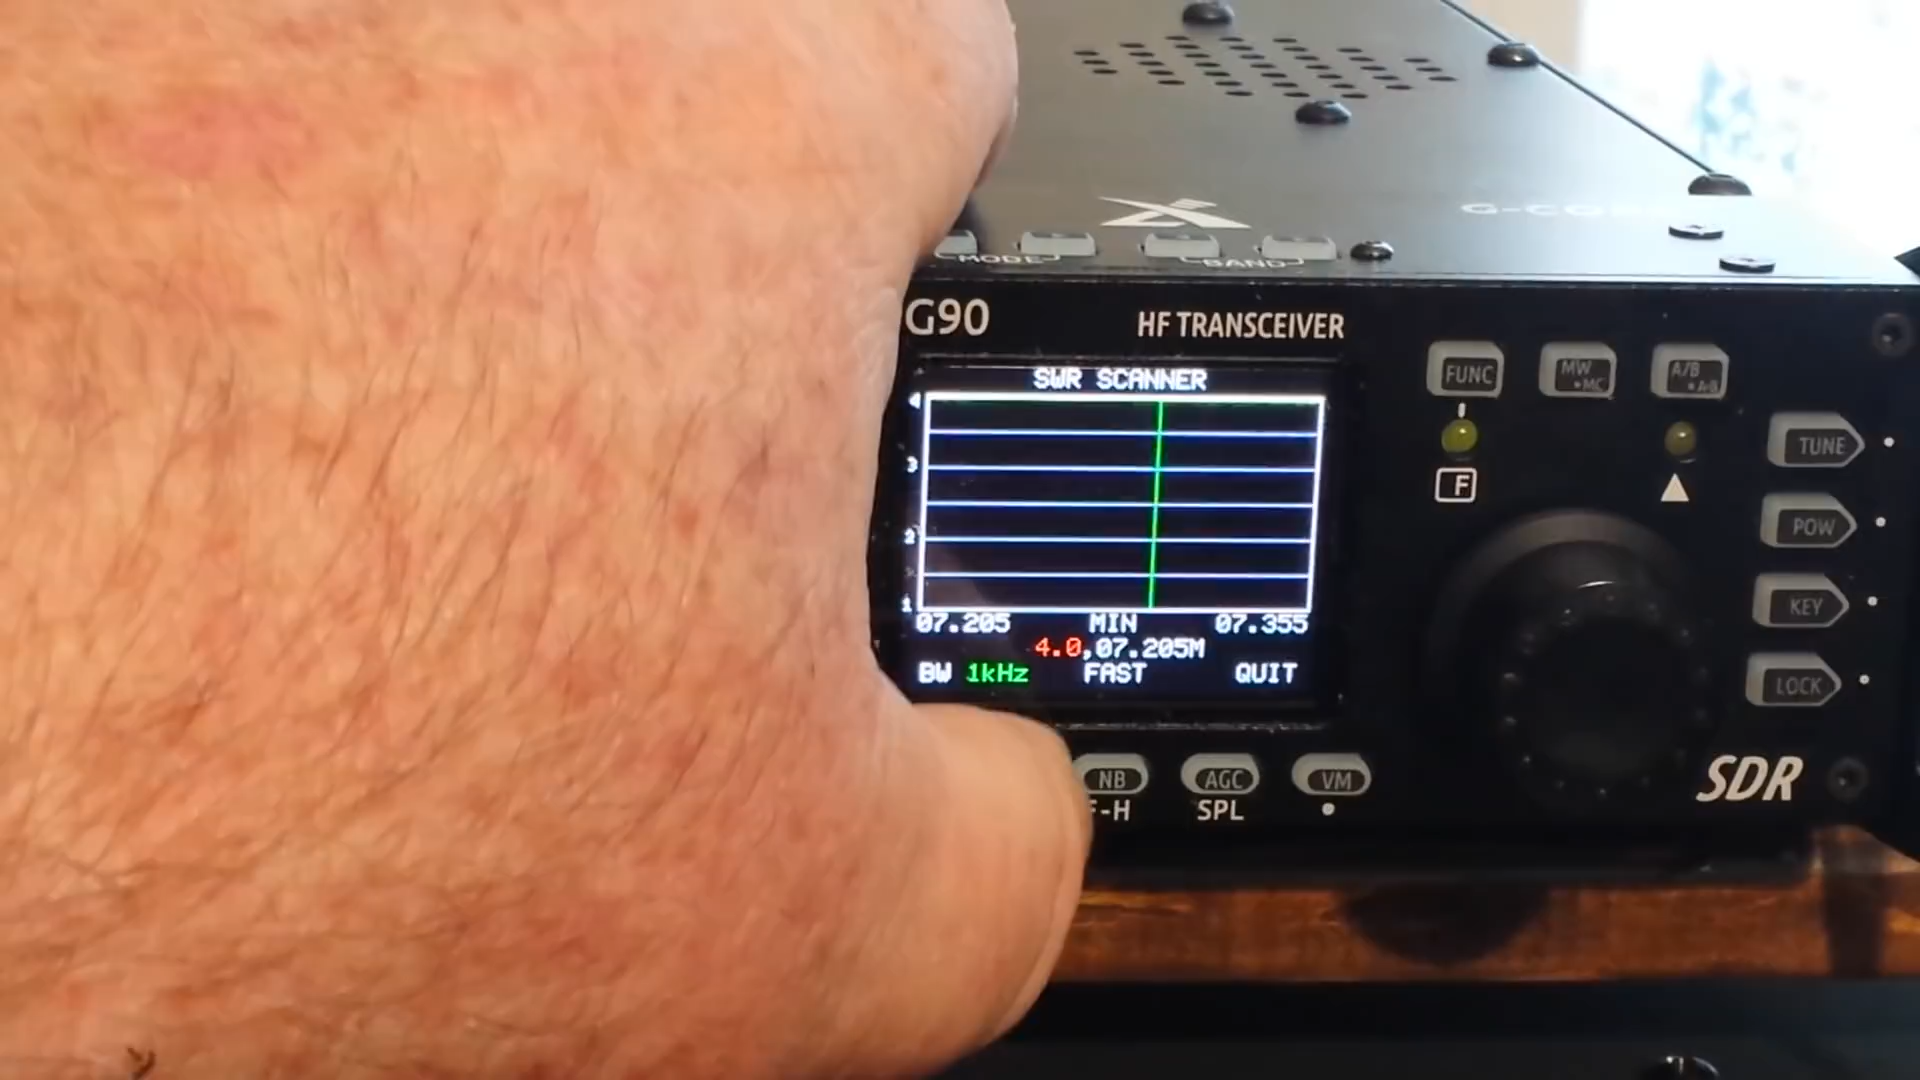 MODE BAND
G90 HF TRANSCEIVER
SWR SCANNER
4
3
2
1
07.205 MIN 07.355
4.0,07.205M
BW 1kHz FAST QUIT
FUNC MW •MC A/B •A=B
F
TUNE
POW
KEY
LOCK
NB AGC VM
SPL
SDR